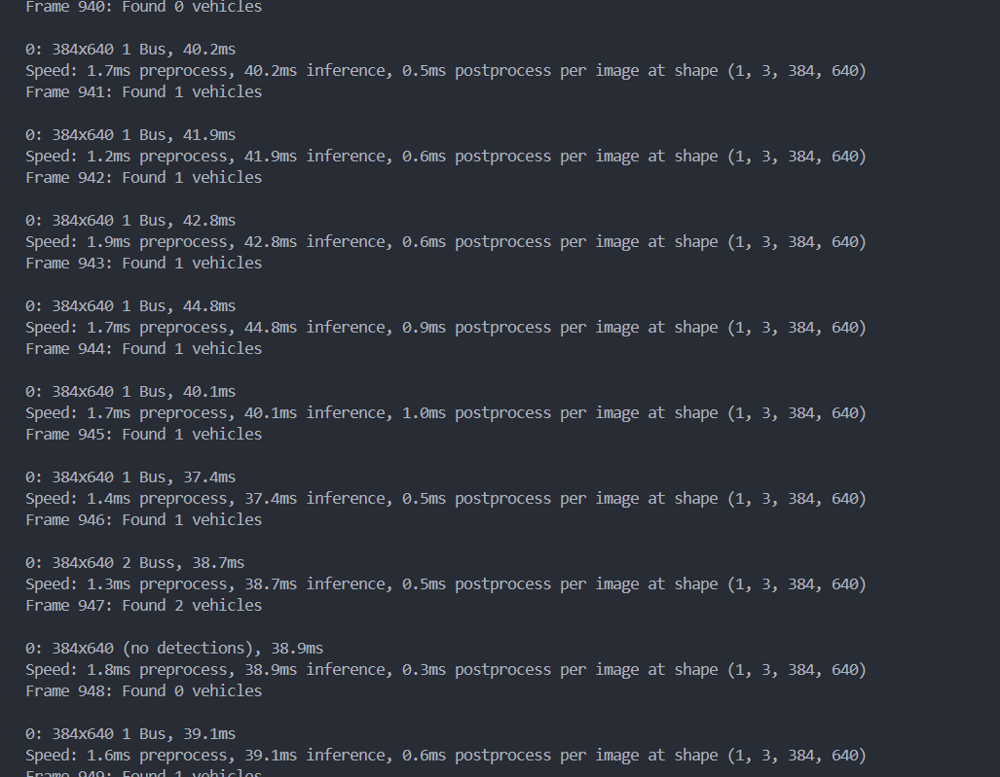 Frame 940: Found 0 vehicles
0: 384x640 1 Bus, 40.2ms
Speed: 1.7ms preprocess, 40.2ms inference, 0.5ms postprocess per image at shape (1, 3, 384, 640)
Frame 941: Found 1 vehicles
0: 384x640 1 Bus, 41.9ms
Speed: 1.2ms preprocess, 41.9ms inference, 0.6ms postprocess per image at shape (1, 3, 384, 640)
Frame 942: Found 1 vehicles
0: 384x640 1 Bus, 42.8ms
Speed: 1.9ms preprocess, 42.8ms inference, 0.6ms postprocess per image at shape (1, 3, 384, 640)
Frame 943: Found 1 vehicles
0: 384x640 1 Bus, 44.8ms
Speed: 1.7ms preprocess, 44.8ms inference, 0.9ms postprocess per image at shape (1, 3, 384, 640)
Frame 944: Found 1 vehicles
0: 384x640 1 Bus, 40.1ms
Speed: 1.7ms preprocess, 40.1ms inference, 1.0ms postprocess per image at shape (1, 3, 384, 640)
Frame 945: Found 1 vehicles
0: 384x640 1 Bus, 37.4ms
Speed: 1.4ms preprocess, 37.4ms inference, 0.5ms postprocess per image at shape (1, 3, 384, 640)
Frame 946: Found 1 vehicles
0: 384x640 2 Buss, 38.7ms
Speed: 1.3ms preprocess, 38.7ms inference, 0.5ms postprocess per image at shape (1, 3, 384, 640)
Frame 947: Found 2 vehicles
0: 384x640 (no detections), 38.9ms
Speed: 1.8ms preprocess, 38.9ms inference, 0.3ms postprocess per image at shape (1, 3, 384, 640)
Frame 948: Found 0 vehicles
0: 384x640 1 Bus, 39.1ms
Speed: 1.6ms preprocess, 39.1ms inference, 0.6ms postprocess per image at shape (1, 3, 384, 640)
Frame 949: Found 1 vehicles